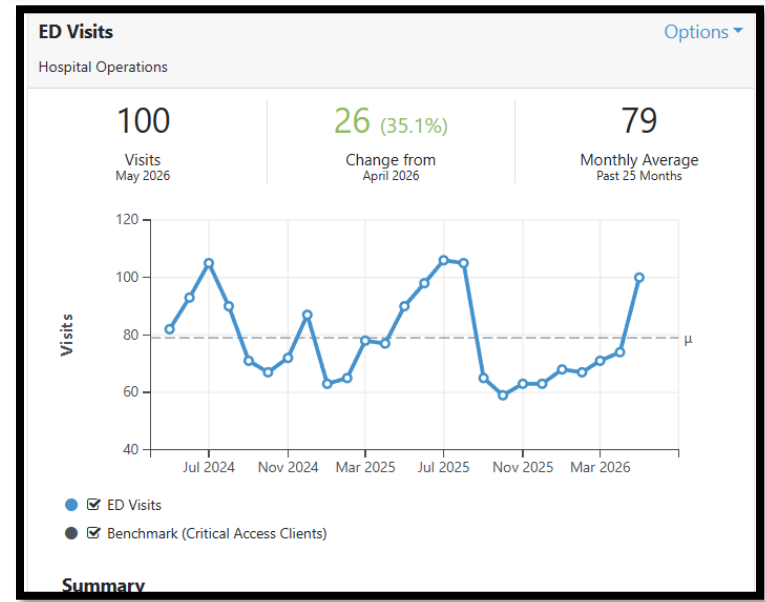 ED Visits
Options
Hospital Operations
100
Visits
May 2026
26 (35.1%)
Change from
April 2026
79
Monthly Average
Past 25 Months
120
100
80
60
40
Visits
μ
Jul 2024 Nov 2024 Mar 2025 Jul 2025 Nov 2025 Mar 2026
ED Visits
Benchmark (Critical Access Clients)
Summary